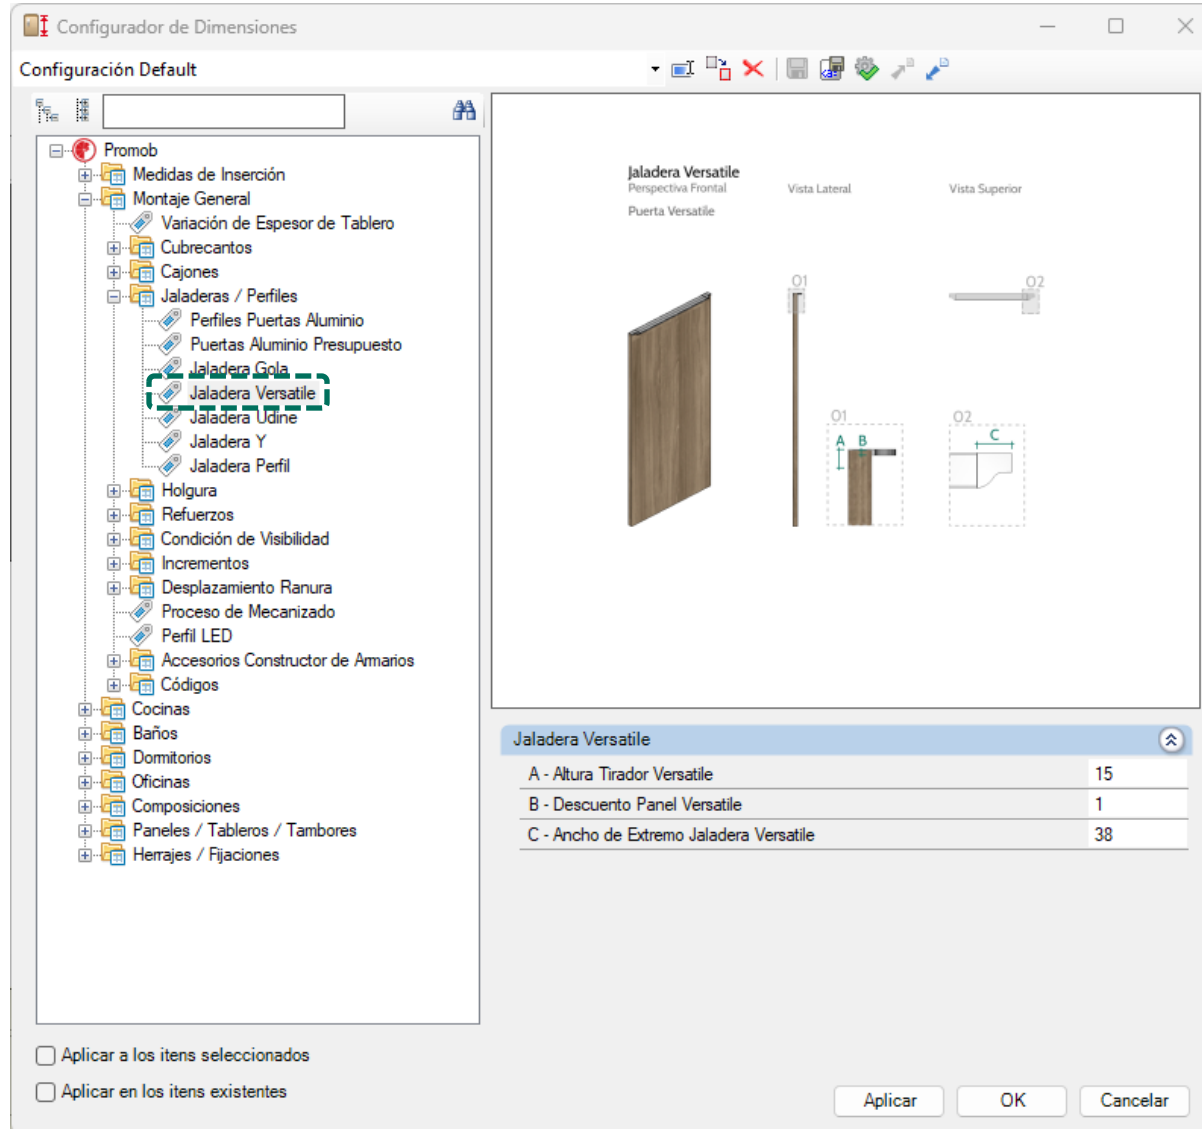 Configurador de Dimensiones
Configuración Default
Promob
Medidas de Inserción
Montaje General
Variación de Espesor de Tablero
Cubrecantos
Cajones
Jaladeras / Perfiles
Perfiles Puertas Aluminio
Puertas Aluminio Presupuesto
Jaladera Gola
Jaladera Versatile
Jaladera Udine
Jaladera Y
Jaladera Perfil
Holgura
Refuerzos
Condición de Visibilidad
Incrementos
Desplazamiento Ranura
Proceso de Mecanizado
Perfil LED
Accesorios Constructor de Armarios
Códigos
Cocinas
Baños
Dormitorios
Oficinas
Composiciones
Paneles / Tableros / Tambores
Herrajes / Fijaciones
Jaladera Versatile
Perspectiva Frontal Vista Lateral Vista Superior
Puerta Versatile
01 02
01 02
A B C
Jaladera Versatile
A - Altura Tirador Versatile 15
B - Descuento Panel Versatile 1
C - Ancho de Extremo Jaladera Versatile 38
Aplicar a los itens seleccionados
Aplicar en los itens existentes
Aplicar OK Cancelar